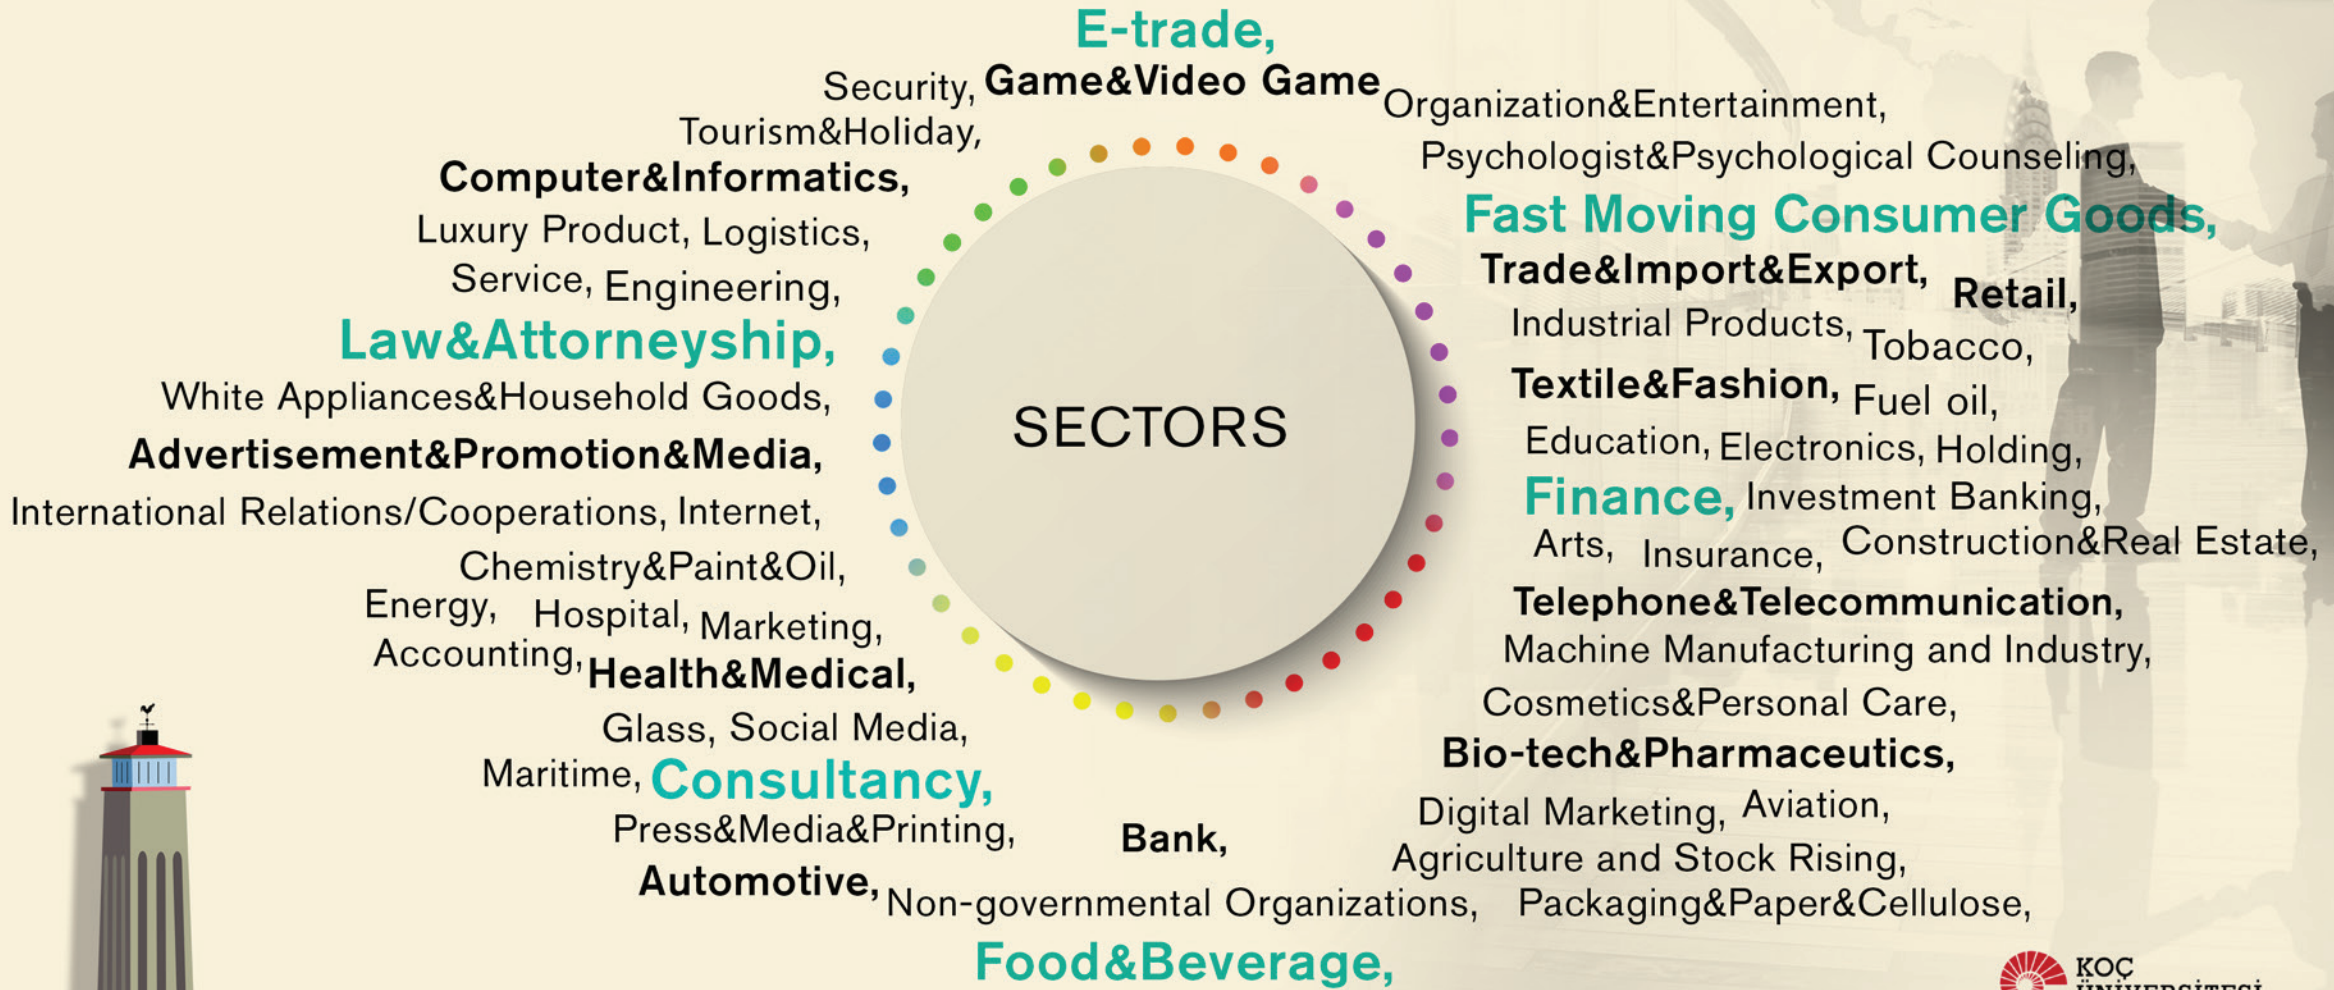 E-trade,
Security, Game&Video Game
Organization&Entertainment,
Tourism&Holiday,
Psychologist&Psychological Counseling,
Computer&Informatics,
Fast Moving Consumer Goods,
Luxury Product, Logistics,
Trade&Import&Export, Retail,
Service, Engineering,
Industrial Products, Tobacco,
Law&Attorneyship,
Textile&Fashion, Fuel oil,
White Appliances&Household Goods,
SECTORS
Education, Electronics, Holding,
Advertisement&Promotion&Media,
Finance, Investment Banking,
International Relations/Cooperations, Internet,
Arts, Insurance, Construction&Real Estate,
Chemistry&Paint&Oil,
Telephone&Telecommunication,
Energy, Hospital, Marketing,
Machine Manufacturing and Industry,
Accounting, Health&Medical,
Cosmetics&Personal Care,
Glass, Social Media,
Bio-tech&Pharmaceutics,
Maritime, Consultancy,
Digital Marketing, Aviation,
Press&Media&Printing,
Bank,
Agriculture and Stock Rising,
Automotive, Non-governmental Organizations, Packaging&Paper&Cellulose,
Food&Beverage,
KOÇ
ÜNİVERSİTESİ